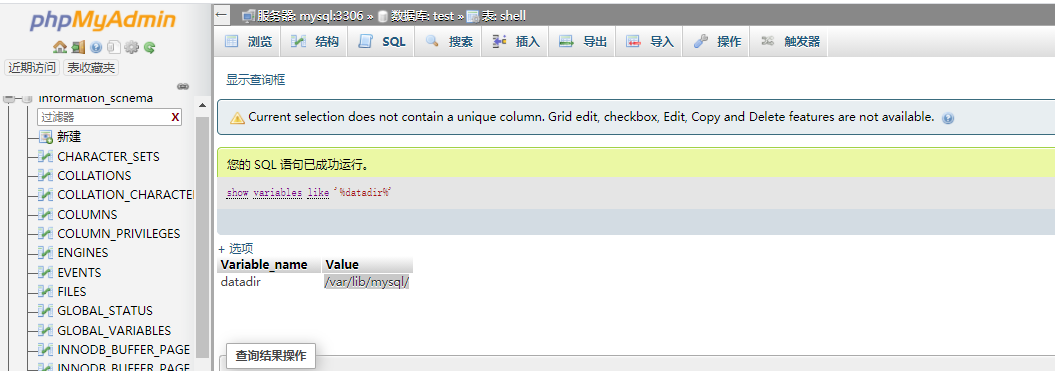 phpMyAdmin
近期访问 表收藏夹
information_schema
过滤器 X
新建
CHARACTER_SETS
COLLATIONS
COLLATION_CHARACTER
COLUMNS
COLUMN_PRIVILEGES
ENGINES
EVENTS
FILES
GLOBAL_STATUS
GLOBAL_VARIABLES
INNODB_BUFFER_PAGE
INNODB_BUFFER_PAGE
服务器: mysql:3306 » 数据库: test » 表: shell
浏览 结构 SQL 搜索 插入 导出 导入 操作 触发器
显示查询框
Current selection does not contain a unique column. Grid edit, checkbox, Edit, Copy and Delete features are not available.
您的 SQL 语句已成功运行。
show variables like '%datadir%'
+ 选项
Variable_name Value
datadir /var/lib/mysql/
查询结果操作